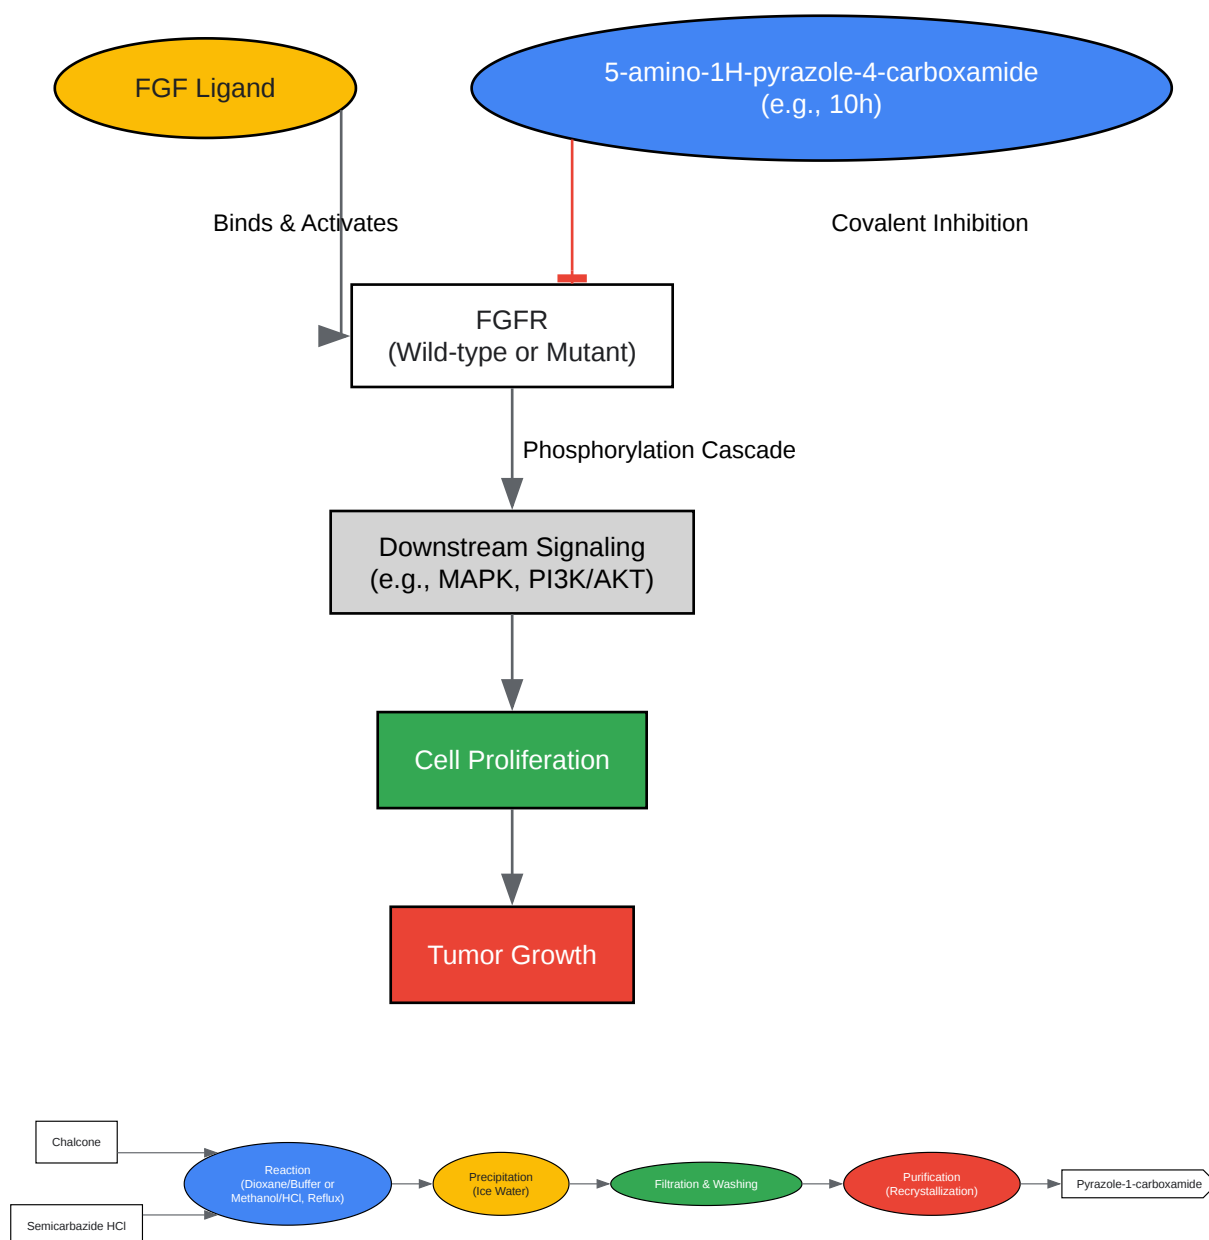 FGF Ligand
5-amino-1H-pyrazole-4-carboxamide
(e.g., 10h)
Binds & Activates
Covalent Inhibition
FGFR
(Wild-type or Mutant)
Phosphorylation Cascade
Downstream Signaling
(e.g., MAPK, PI3K/AKT)
Cell Proliferation
Tumor Growth
Chalcone
Semicarbazide HCl
Reaction
(Dioxane/Buffer or
Methanol/HCl, Reflux)
Precipitation
(Ice Water)
Filtration & Washing
Purification
(Recrystallization)
Pyrazole-1-carboxamide